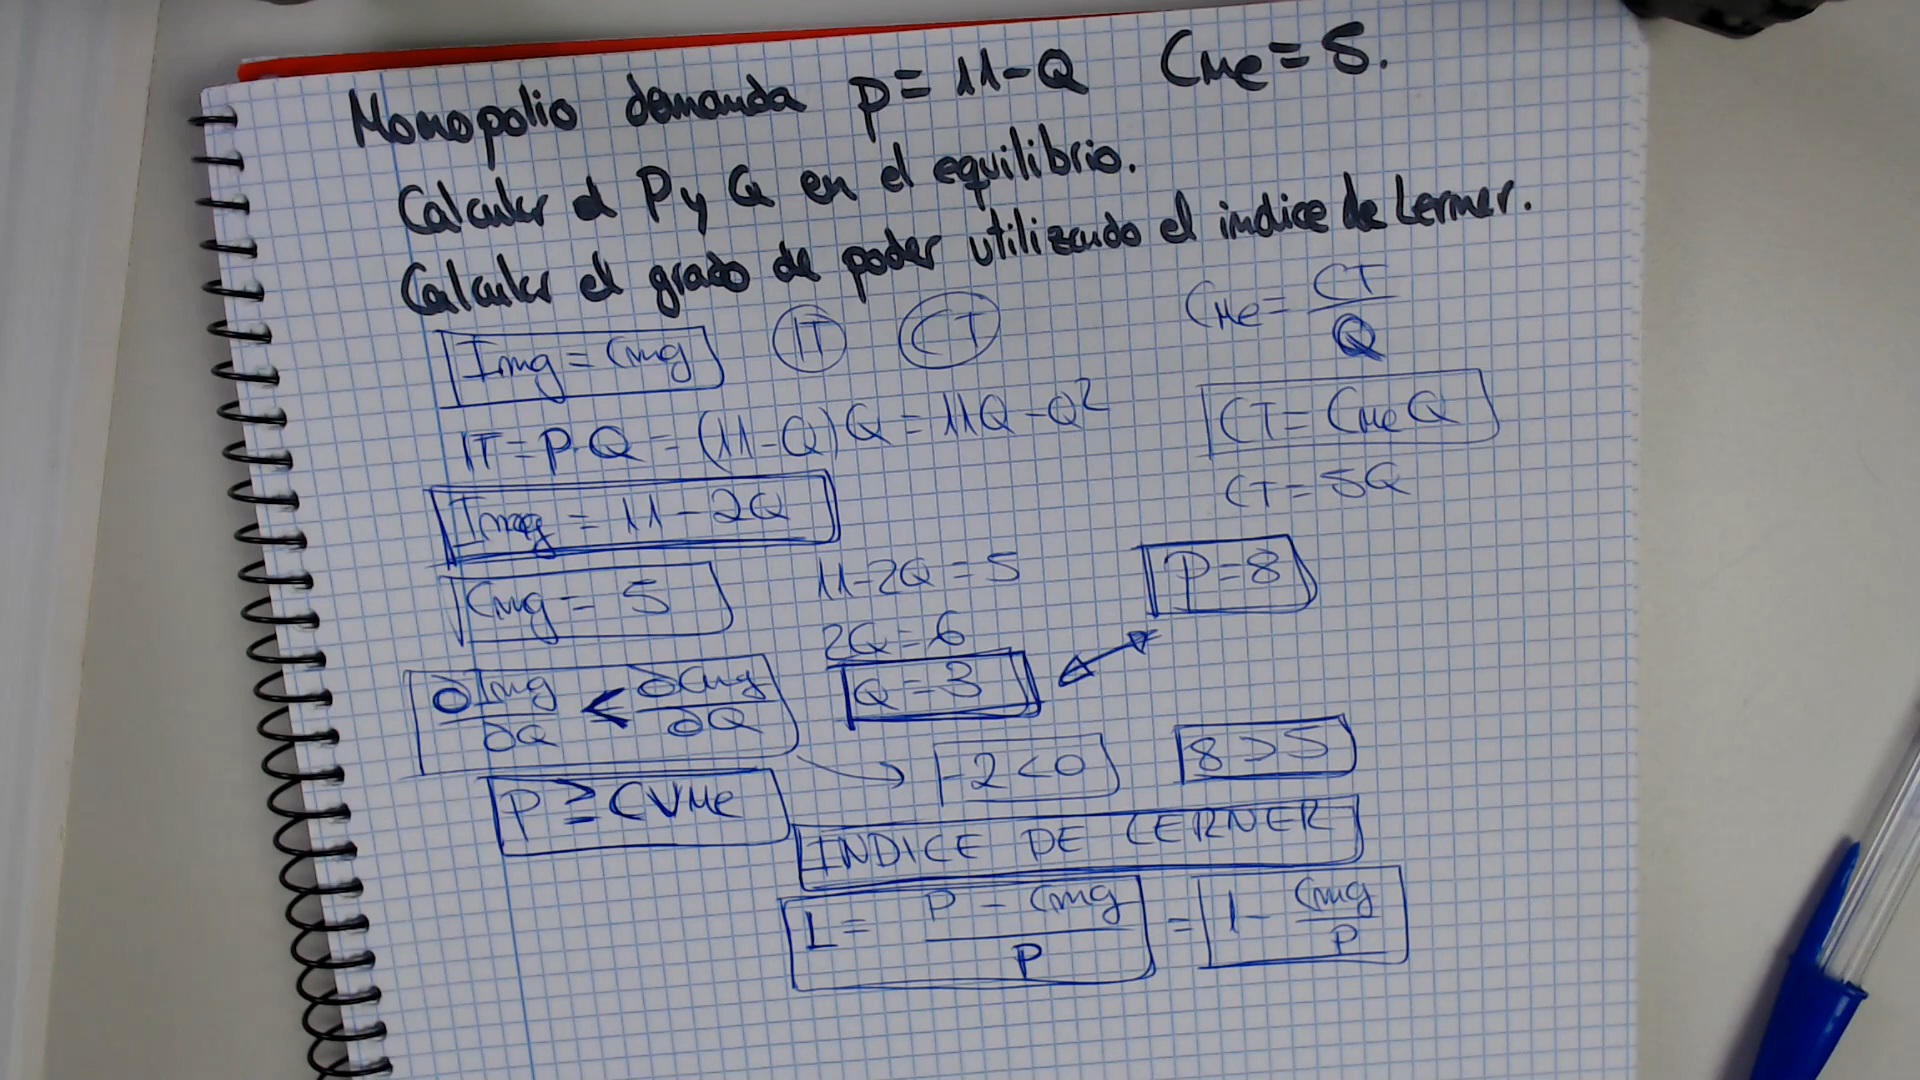 Monopolio demanda p = 11-Q CMe = 5.
Calcular el P y Q en el equilibrio.
Calcular el grado de poder utilizando el indice de Lerner.
Img = Cmg IT CT CMe = CT/Q
IT = P·Q = (11-Q)Q = 11Q - Q² CT = CMe Q
Img = 11 - 2Q CT = 5Q
Cmg = 5 11-2Q = 5 P = 8
2Q = 6
∂Img/∂Q < ∂Cmg/∂Q Q = 3
-2 < 0 8 > 5
P ≥ CVMe
INDICE DE LERNER
L = P - Cmg/P = 1 - Cmg/P